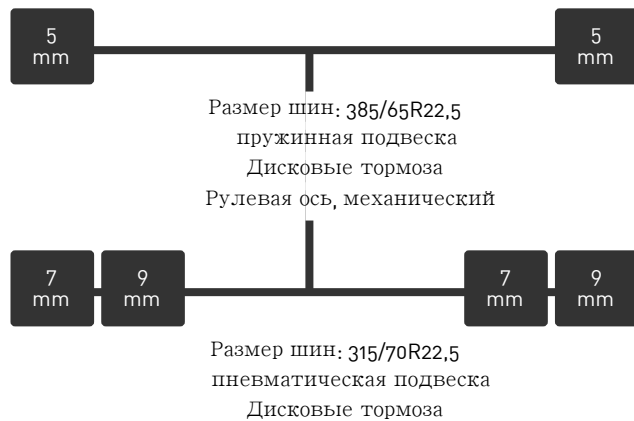 5
mm
5
mm
Размер шин: 385/65R22,5
пружинная подвеска
Дисковые тормоза
Рулевая ось, механический
7
mm
9
mm
7
mm
9
mm
Размер шин: 315/70R22,5
пневматическая подвеска
Дисковые тормоза